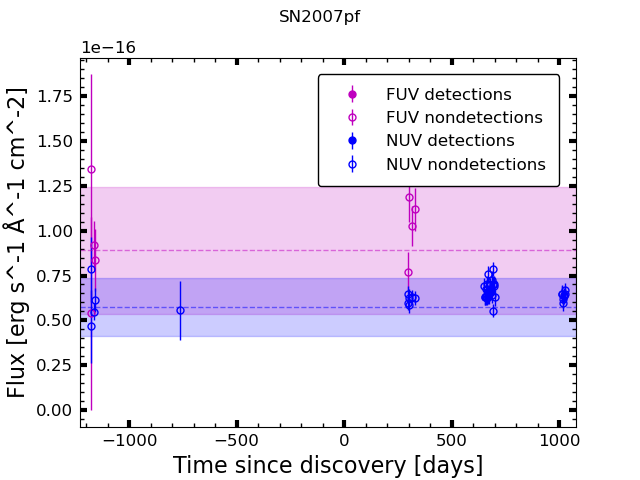 SN2007pf
1e−16
FUV detections
FUV nondetections
NUV detections
NUV nondetections
1.75
1.50
1.25
1.00
0.75
0.50
0.25
0.00
Flux [erg s^-1 Å^-1 cm^-2]
−1000
−500
0
500
1000
Time since discovery [days]